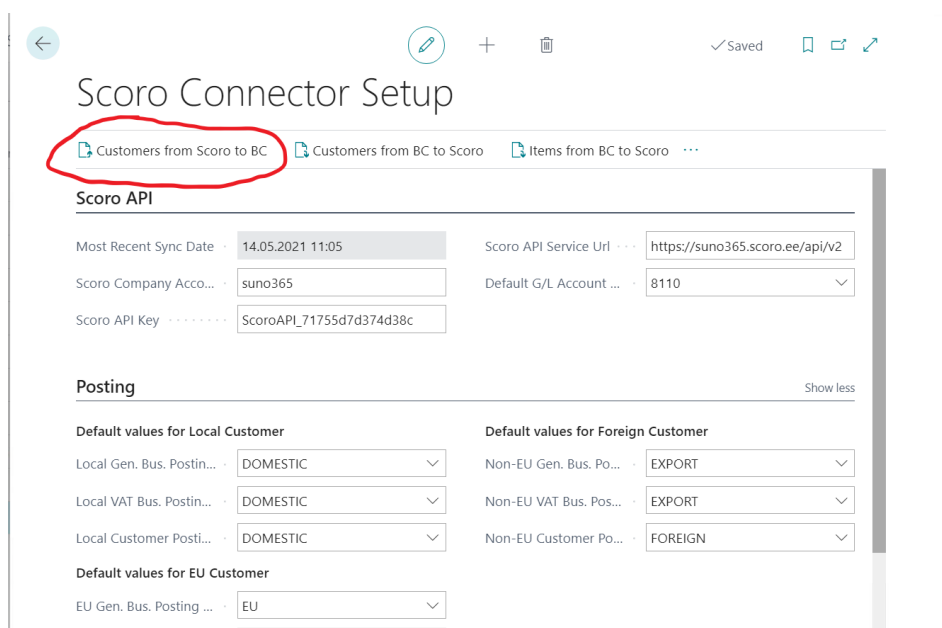 Saved
Scoro Connector Setup
Customers from Scoro to BC Customers from BC to Scoro Items from BC to Scoro ...
Scoro API
Most Recent Sync Date 14.05.2021 11:05 Scoro API Service Url https://suno365.scoro.ee/api/v2
Scoro Company Acco... suno365 Default G/L Account ... 8110
Scoro API Key ScoroAPI_71755d7d374d38c
Posting Show less
Default values for Local Customer Default values for Foreign Customer
Local Gen. Bus. Postin... DOMESTIC Non-EU Gen. Bus. Po... EXPORT
Local VAT Bus. Postin... DOMESTIC Non-EU VAT Bus. Pos... EXPORT
Local Customer Posti... DOMESTIC Non-EU Customer Po... FOREIGN
Default values for EU Customer
EU Gen. Bus. Posting ... EU